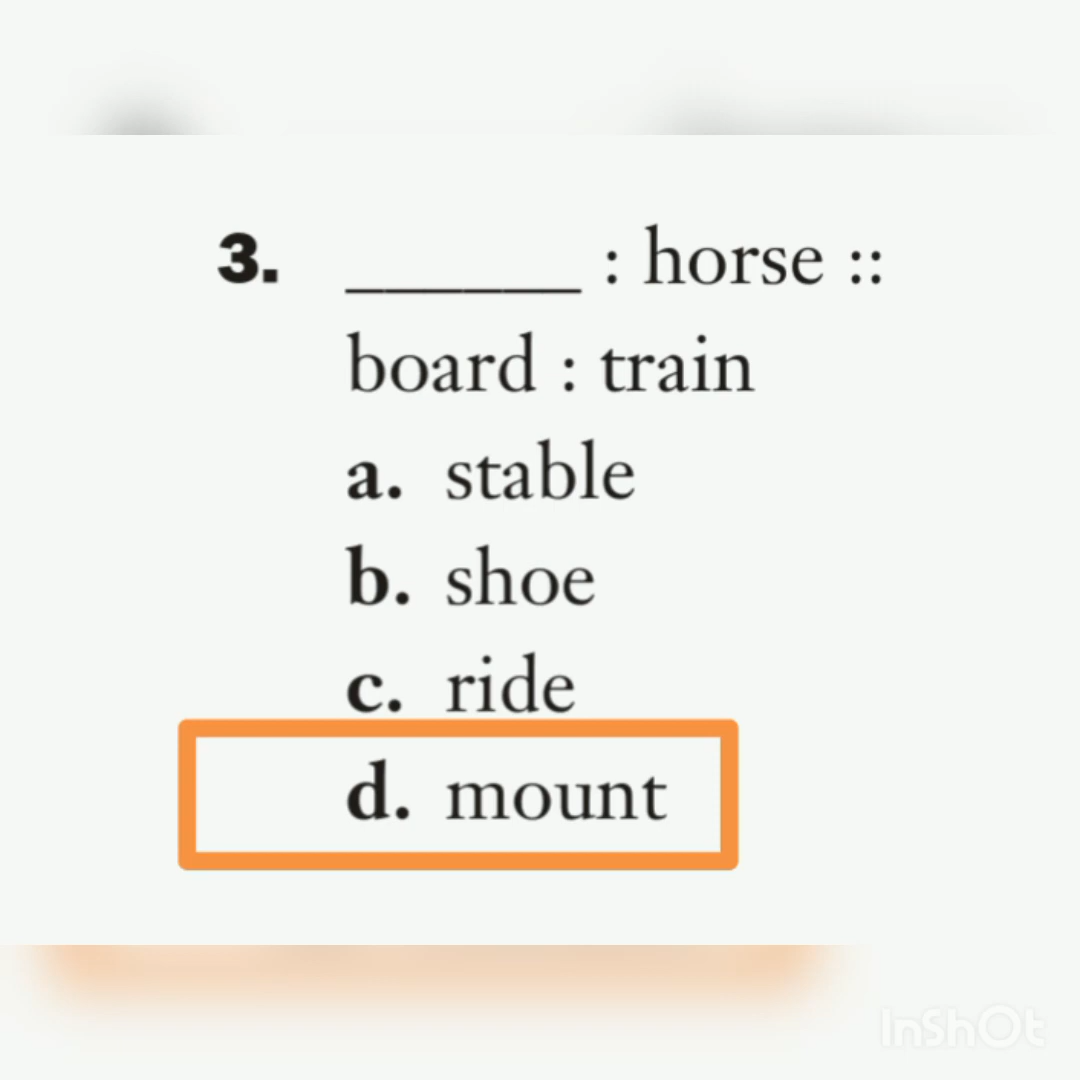 3. ______ : horse ::
board : train
a. stable
b. shoe
c. ride
d. mount
InShOt